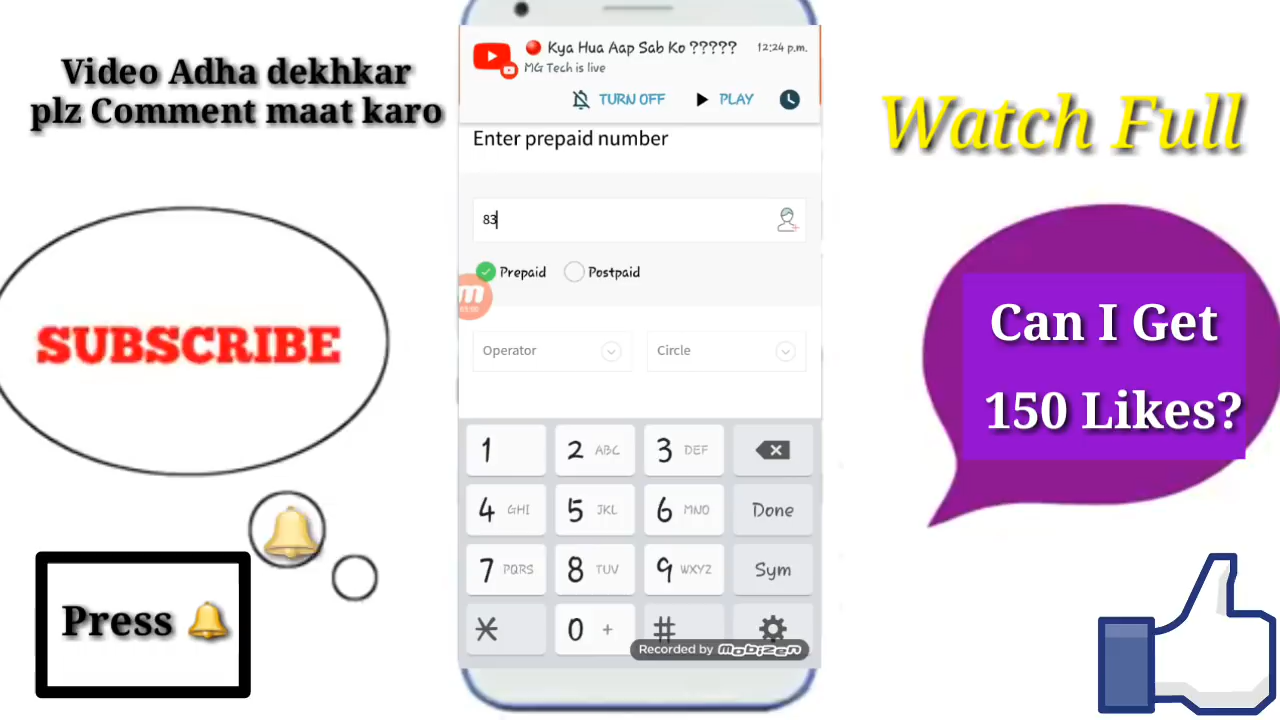 Video Adha dekhkar
plz Comment maat karo
SUBSCRIBE
Press
🔴 Kya Hua Aap Sab Ko ?????
12:24 p.m.
MG Tech is live
TURN OFF
PLAY
Enter prepaid number
83
Prepaid
Postpaid
Operator
Circle
1
2 ABC
3 DEF
4 GHI
5 JKL
6 MNO
Done
7 PQRS
8 TUV
9 WXYZ
Sym
*
0 +
#
Recorded by mobizen
Watch Full
Can I Get
150 Likes?